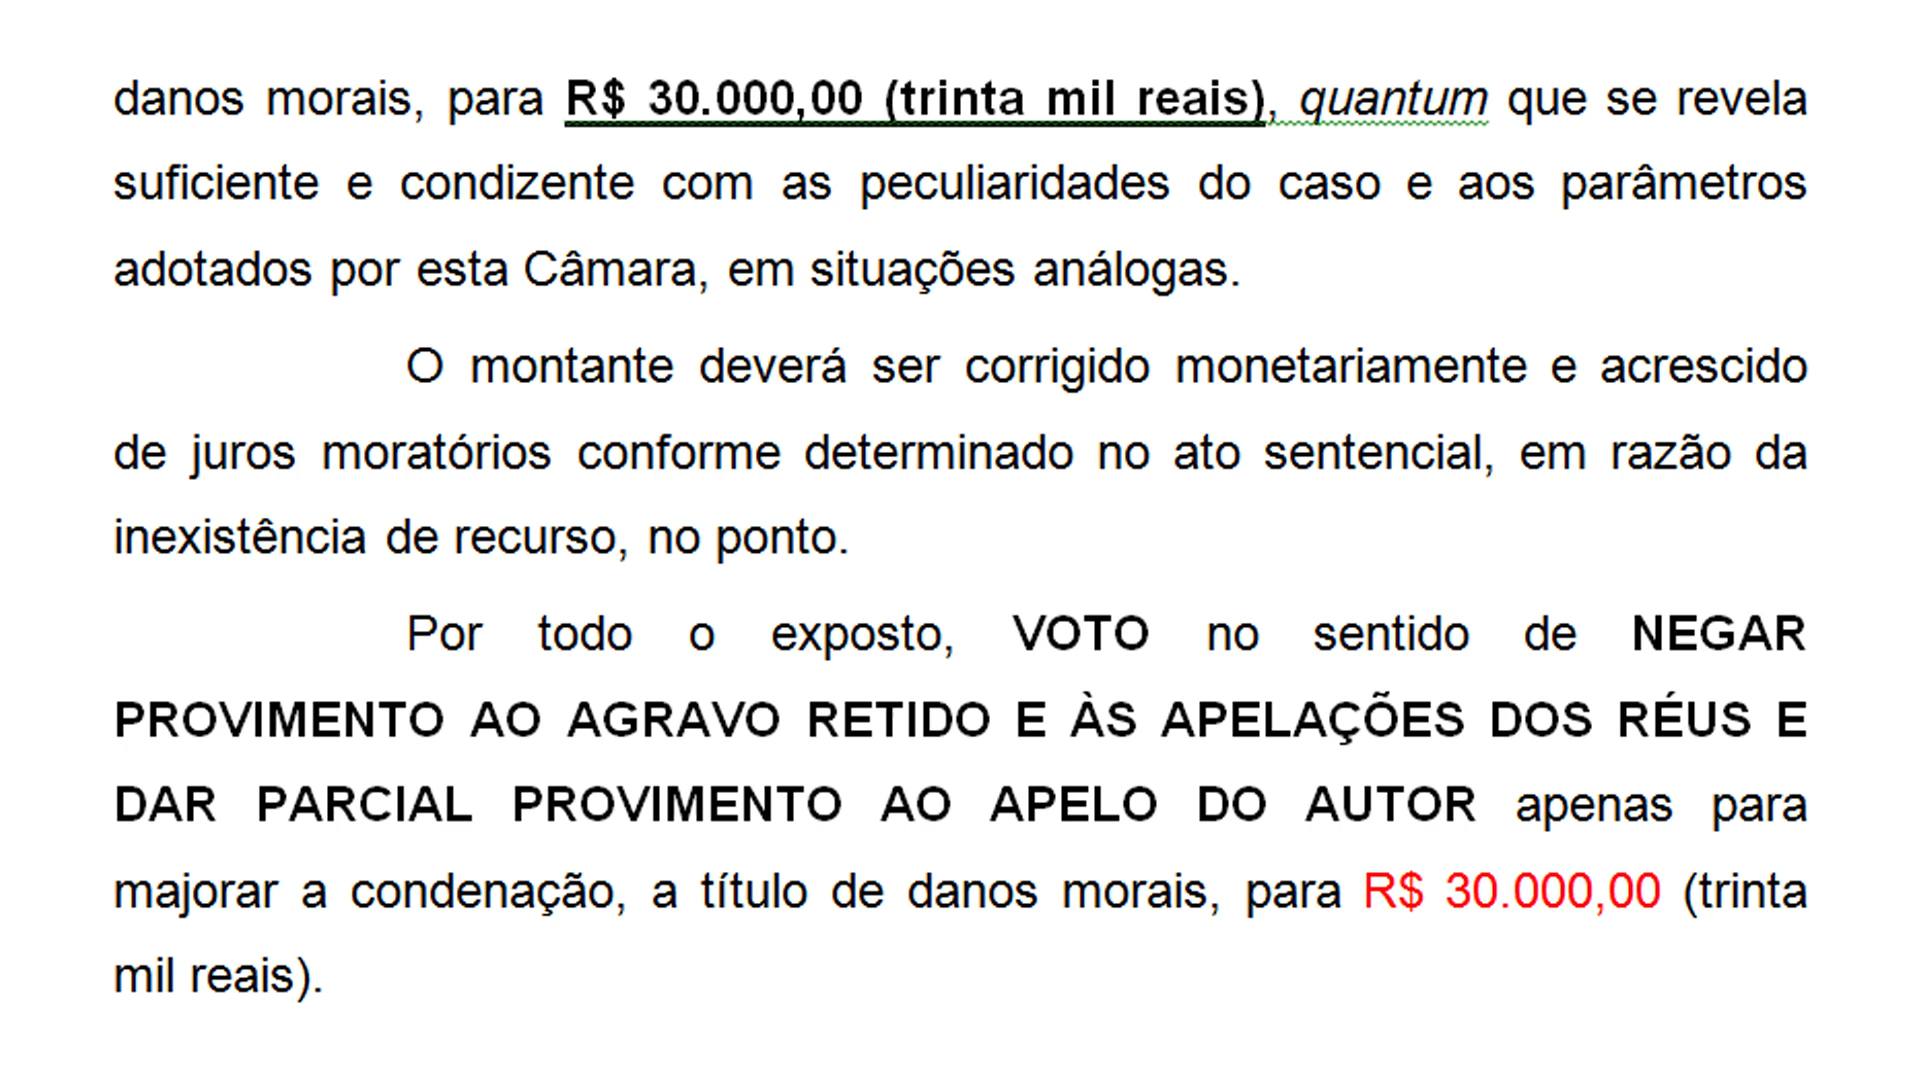 danos morais, para R$ 30.000,00 (trinta mil reais), quantum que se revela
suficiente e condizente com as peculiaridades do caso e aos parâmetros
adotados por esta Câmara, em situações análogas.
O montante deverá ser corrigido monetariamente e acrescido
de juros moratórios conforme determinado no ato sentencial, em razão da
inexistência de recurso, no ponto.
Por todo o exposto, VOTO no sentido de NEGAR
PROVIMENTO AO AGRAVO RETIDO E ÀS APELAÇÕES DOS RÉUS E
DAR PARCIAL PROVIMENTO AO APELO DO AUTOR apenas para
majorar a condenação, a título de danos morais, para R$ 30.000,00 (trinta
mil reais).